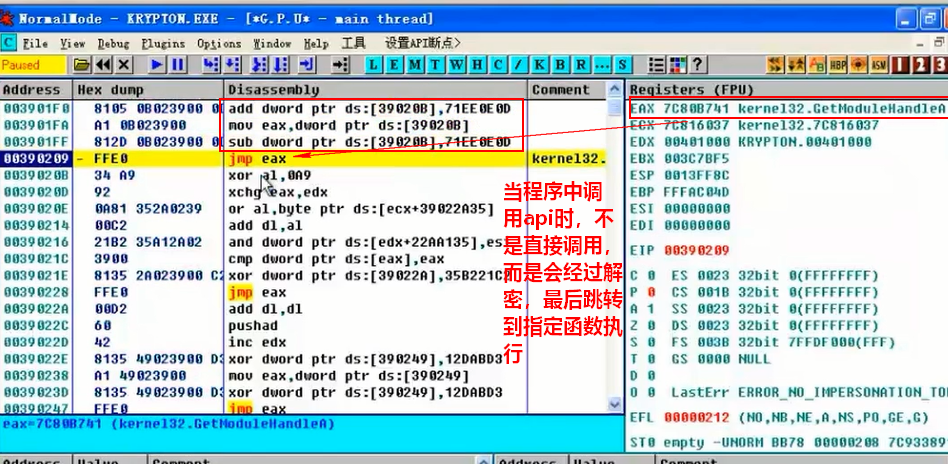 NormalMode - KRYPTON.EXE - [*G.P.U* - main thread]
C File View Debug Plugins Options Window Help 工具 设置API断点>
Paused L E M T W H C / K B R ... S HBP ASM 1 2 3
Address Hex dump Disassembly Comment Registers (FPU)
003901F0 8105 0B023900 0D add dword ptr ds:[39020B],71EE0E0D
003901FA A1 0B023900 mov eax,dword ptr ds:[39020B]
003901FF 812D 0B023900 0D sub dword ptr ds:[39020B],71EE0E0D
00390209 - FFE0 jmp eax kernel32.
0039020B 34 A9 xor al,0A9
0039020D 92 xchg eax,edx
0039020E 0A81 352A0239 or al,byte ptr ds:[ecx+39022A35]
00390214 00C2 add dl,al
00390216 21B2 35A12A02 and dword ptr ds:[edx+22AA135],es
0039021C 3900 cmp dword ptr ds:[eax],eax
0039021E 8135 2A023900 C2 xor dword ptr ds:[39022A],35B221C
00390228 FFE0 jmp eax
0039022A 00D2 add dl,dl
0039022C 60 pushad
0039022D 42 inc edx
0039022E 8135 49023900 D3 xor dword ptr ds:[390249],12DABD3
00390238 A1 49023900 mov eax,dword ptr ds:[390249]
0039023D 8135 49023900 D3 xor dword ptr ds:[390249],12DABD3
00390247 FFE0 jmp eax
当程序中调
用api时，不
是直接调用，
而是会经过解
密，最后跳转
到指定函数执
行
EAX 7C80B741 kernel32.GetModuleHandleA
ECX 7C816037 kernel32.7C816037
EDX 00401000 KRYPTON.00401000
EBX 003C7BF5
ESP 0013FF8C
EBP FFFAC04D
ESI 00000000
EDI 00000000
EIP 00390209
C 0 ES 0023 32bit 0(FFFFFFFF)
P 0 CS 001B 32bit 0(FFFFFFFF)
A 1 SS 0023 32bit 0(FFFFFFFF)
Z 0 DS 0023 32bit 0(FFFFFFFF)
S 0 FS 003B 32bit 7FFDF000(FFF)
T 0 GS 0000 NULL
D 0
O 0 LastErr ERROR_NO_IMPERSONATION_TO
EFL 00000212 (NO,NB,NE,A,NS,PO,GE,G)
ST0 empty -UNORM BB78 00000208 7C93389
eax=7C80B741 (kernel32.GetModuleHandleA)
Address Value Comment Address Value Comment